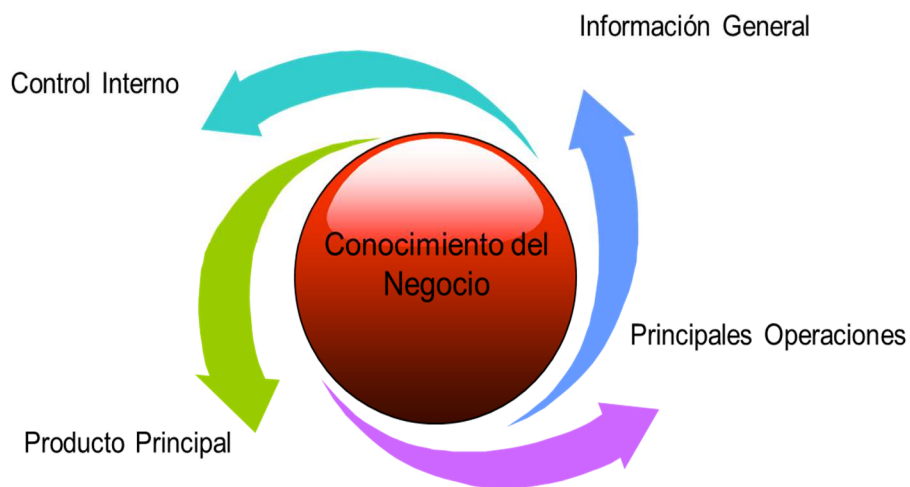 Información General
Control Interno
Conocimiento del
Negocio
Principales Operaciones
Producto Principal